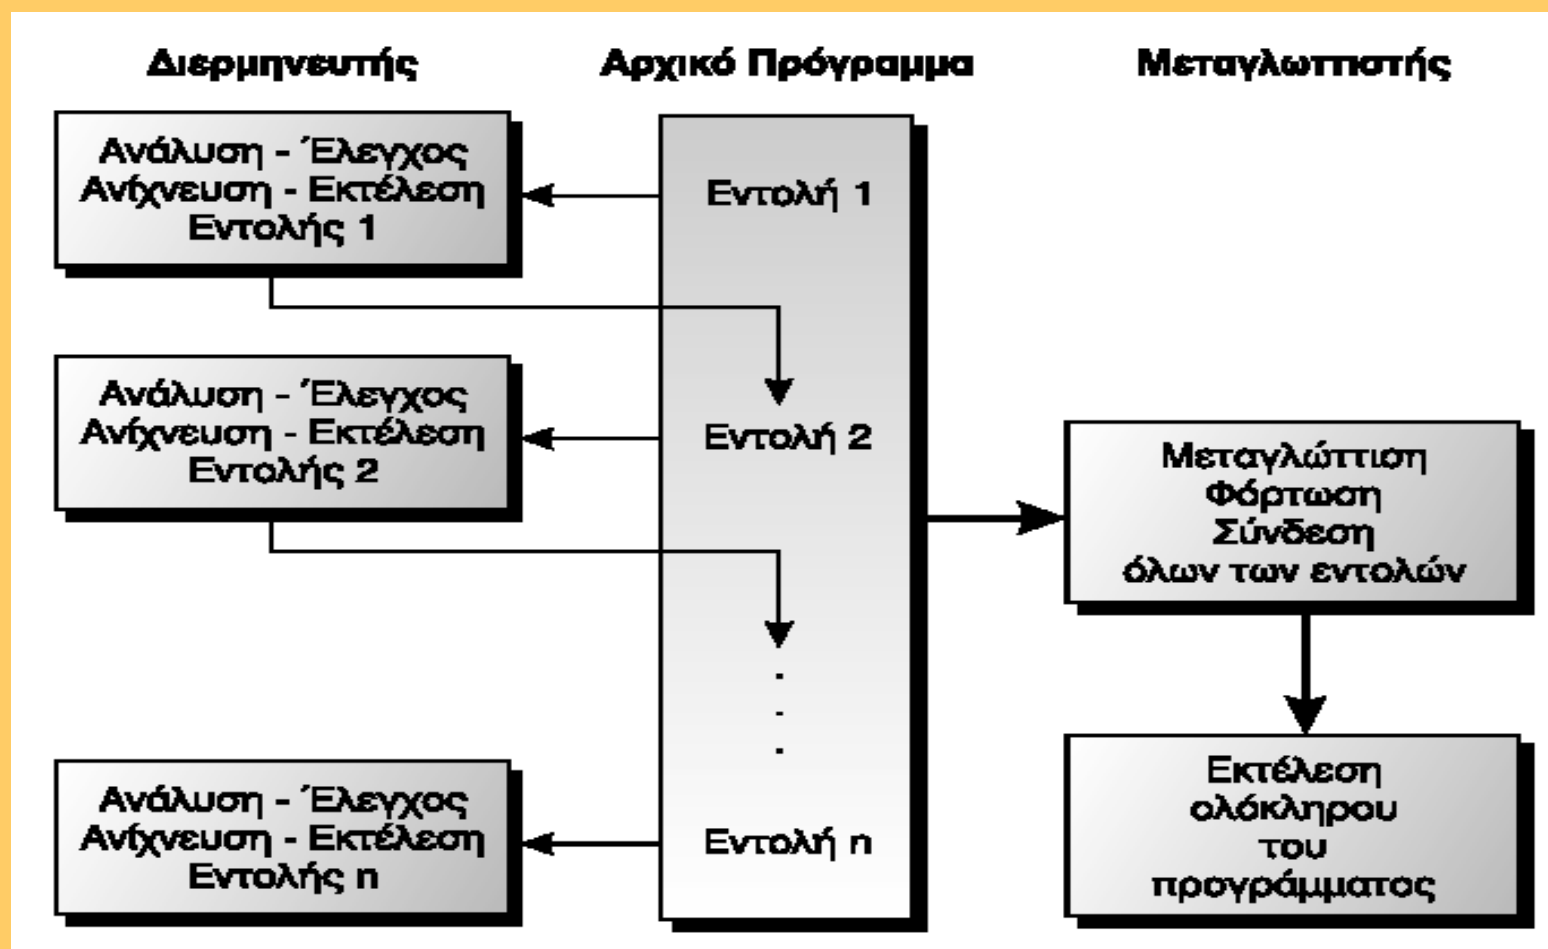 Διερμηνευτής
Αρχικό Πρόγραμμα
Μεταγλωττιστής
Ανάλυση - Έλεγχος
Ανίχνευση - Εκτέλεση
Εντολής 1
Εντολή 1
Ανάλυση - Έλεγχος
Ανίχνευση - Εκτέλεση
Εντολής 2
Εντολή 2
.
.
.
Ανάλυση - Έλεγχος
Ανίχνευση - Εκτέλεση
Εντολής n
Εντολή n
Μεταγλώττιση
Φόρτωση
Σύνδεση
όλων των εντολών
Εκτέλεση
ολόκληρου
του
προγράμματος